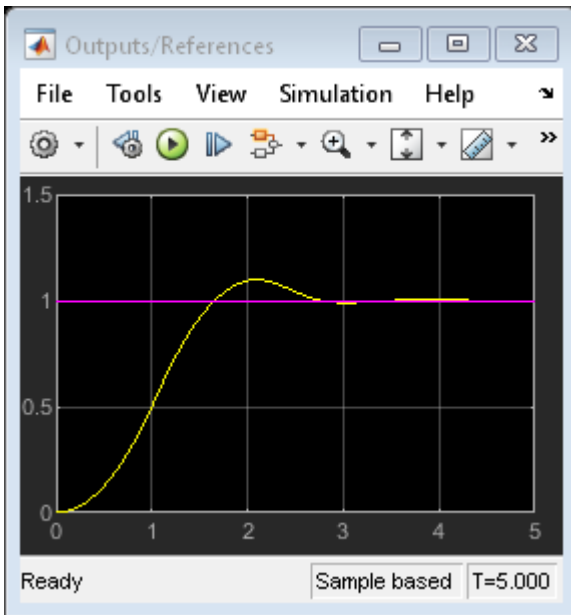 Outputs/References
File Tools View Simulation Help
1.5
1
0.5
0
0 1 2 3 4 5
Ready Sample based T=5.000